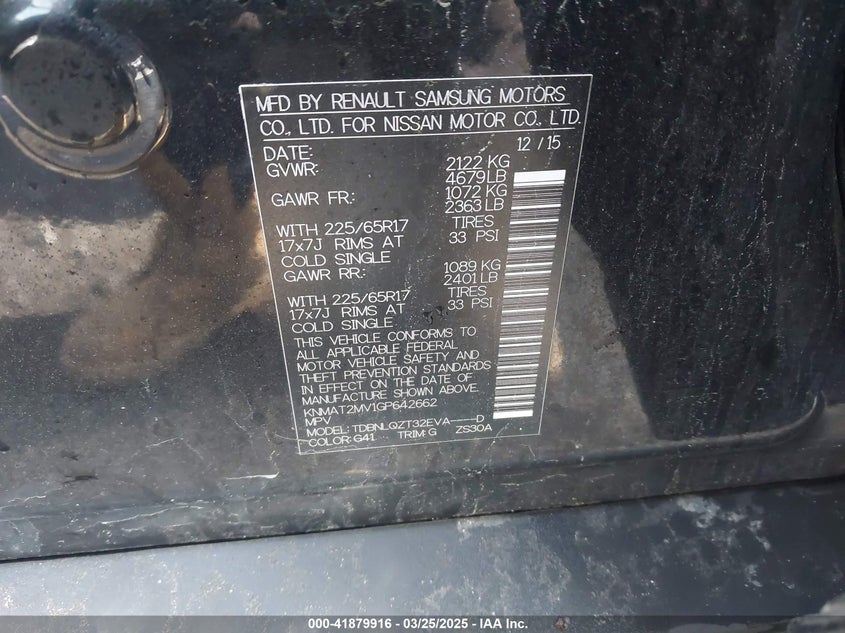 MFD BY RENAULT SAMSUNG MOTORS
CO., LTD. FOR NISSAN MOTOR CO., LTD.
DATE: 12 / 15
GVWR: 2122 KG
4679 LB
GAWR FR: 1072 KG
2363 LB
WITH 225/65R17 TIRES
17x7J RIMS AT 33 PSI
COLD SINGLE
GAWR RR: 1089 KG
2401 LB
WITH 225/65R17 TIRES
17x7J RIMS AT 33 PSI
COLD SINGLE
THIS VEHICLE CONFORMS TO
ALL APPLICABLE FEDERAL
MOTOR VEHICLE SAFETY AND
THEFT PREVENTION STANDARDS
IN EFFECT ON THE DATE OF
MANUFACTURE SHOWN ABOVE.
KNMAT2MV1GP642662
MPV
MODEL: TDBNLQZT32EVA----D
COLOR: G41 TRIM: G ZS30A
000-41879916 - 03/25/2025 - IAA Inc.